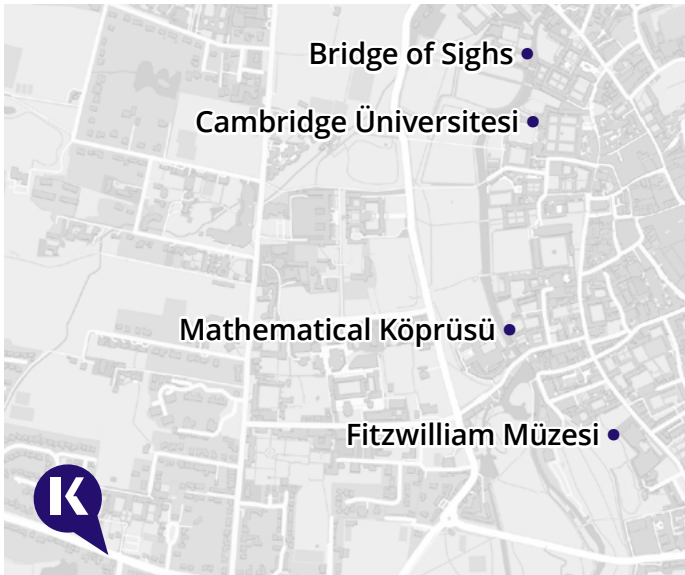 Bridge of Sighs
Cambridge Üniversitesi
Mathematical Köprüsü
Fitzwilliam Müzesi
K